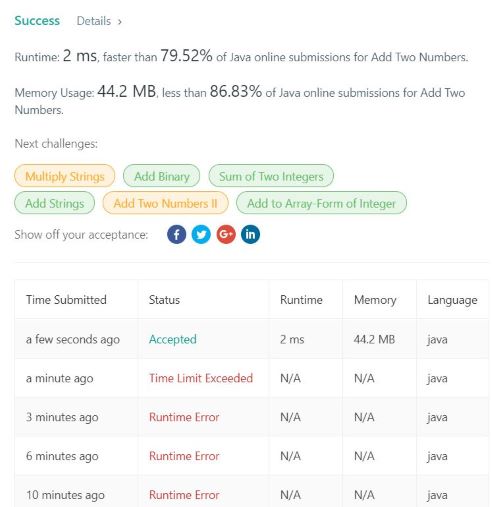 Success Details ›
Runtime: 2 ms, faster than 79.52% of Java online submissions for Add Two Numbers.
Memory Usage: 44.2 MB, less than 86.83% of Java online submissions for Add Two
Numbers.
Next challenges:
Multiply Strings Add Binary Sum of Two Integers
Add Strings Add Two Numbers II Add to Array-Form of Integer
Show off your acceptance: f G+ in
Time Submitted Status Runtime Memory Language
a few seconds ago Accepted 2 ms 44.2 MB java
a minute ago Time Limit Exceeded N/A N/A java
3 minutes ago Runtime Error N/A N/A java
6 minutes ago Runtime Error N/A N/A java
10 minutes ago Runtime Error N/A N/A java